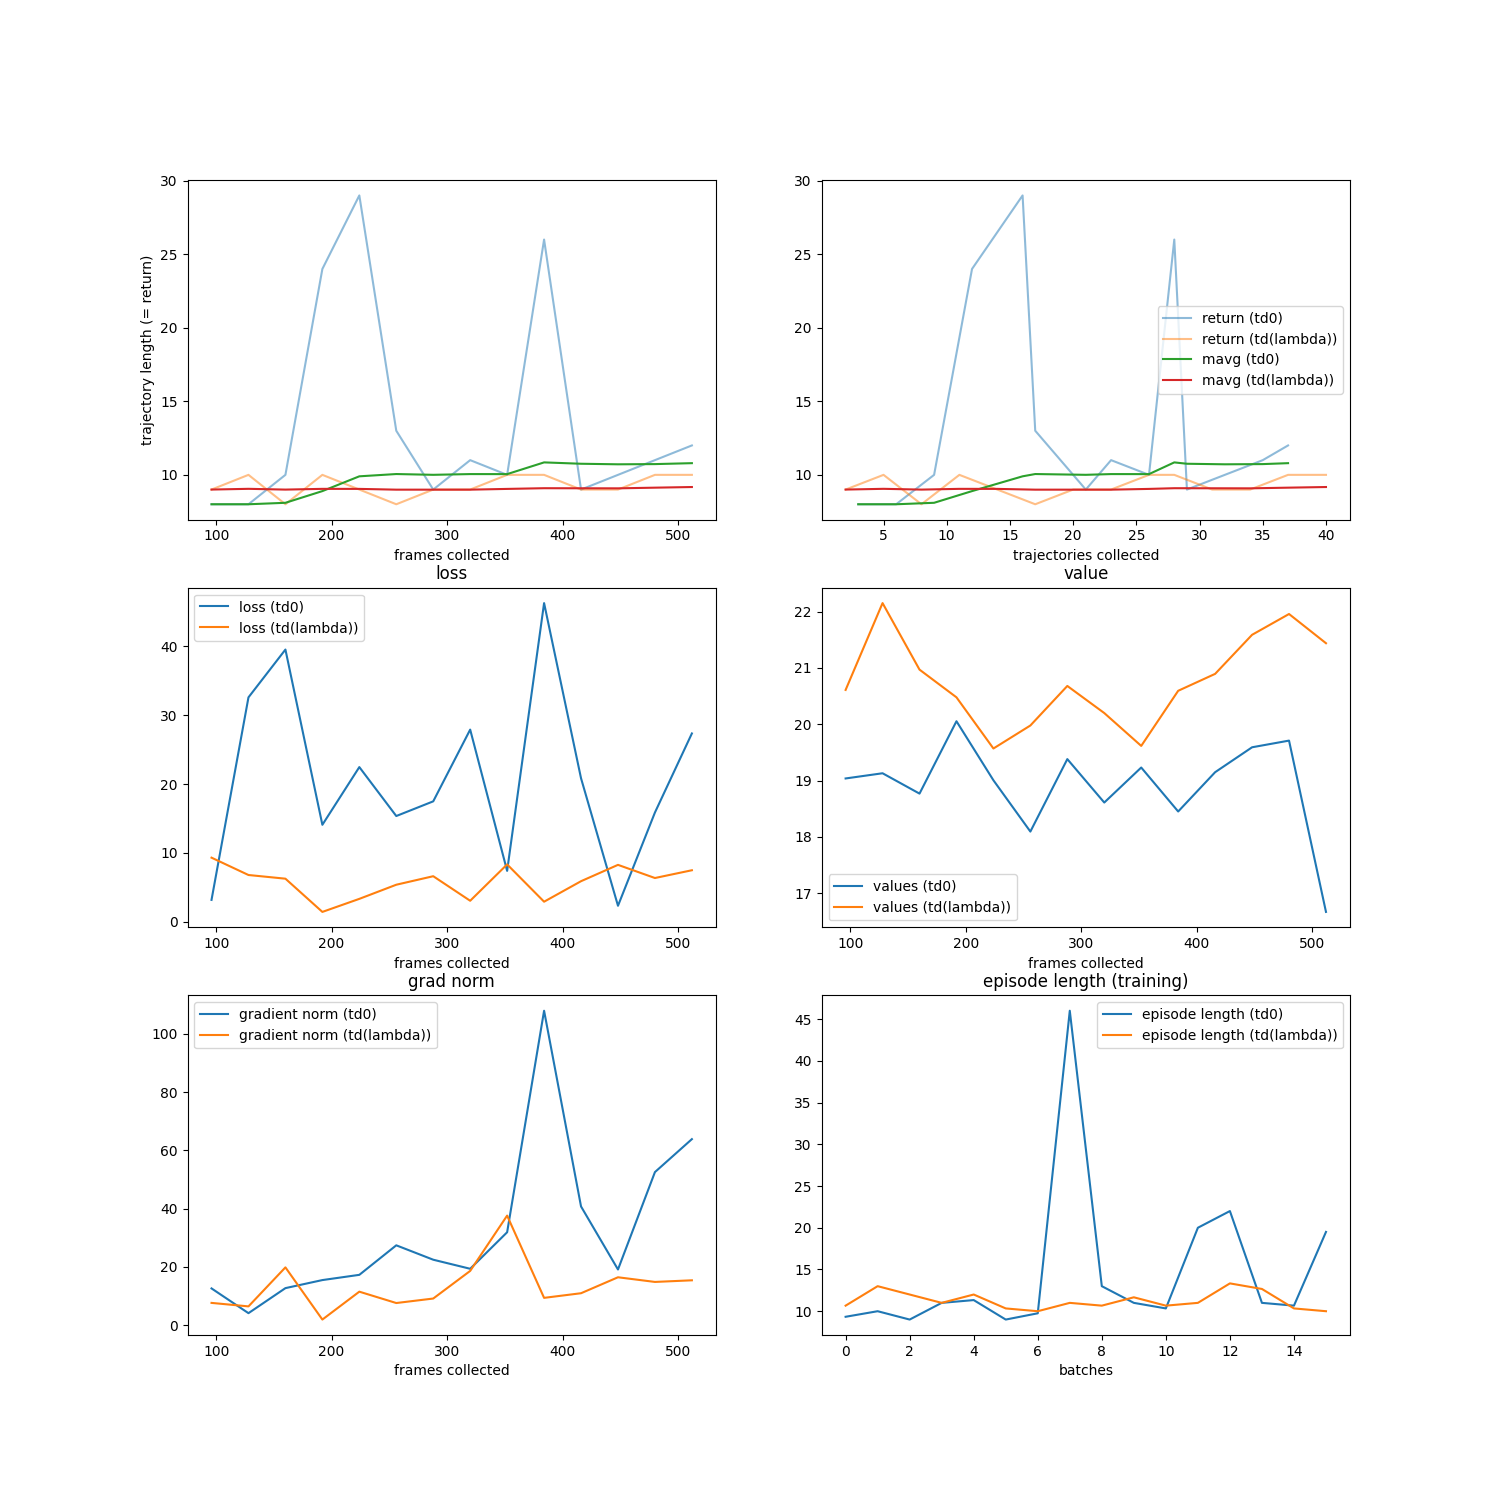 30
25
20
15
10
trajectory length (= return)
100 200 300 400 500
frames collected
30
25
20
15
10
return (td0)
return (td(lambda))
mavg (td0)
mavg (td(lambda))
5 10 15 20 25 30 35 40
trajectories collected
loss
loss (td0)
loss (td(lambda))
40
30
20
10
0
100 200 300 400 500
frames collected
value
22
21
20
19
18
17
values (td0)
values (td(lambda))
100 200 300 400 500
frames collected
grad norm
gradient norm (td0)
gradient norm (td(lambda))
100
80
60
40
20
0
100 200 300 400 500
frames collected
episode length (training)
episode length (td0)
episode length (td(lambda))
45
40
35
30
25
20
15
10
0 2 4 6 8 10 12 14
batches